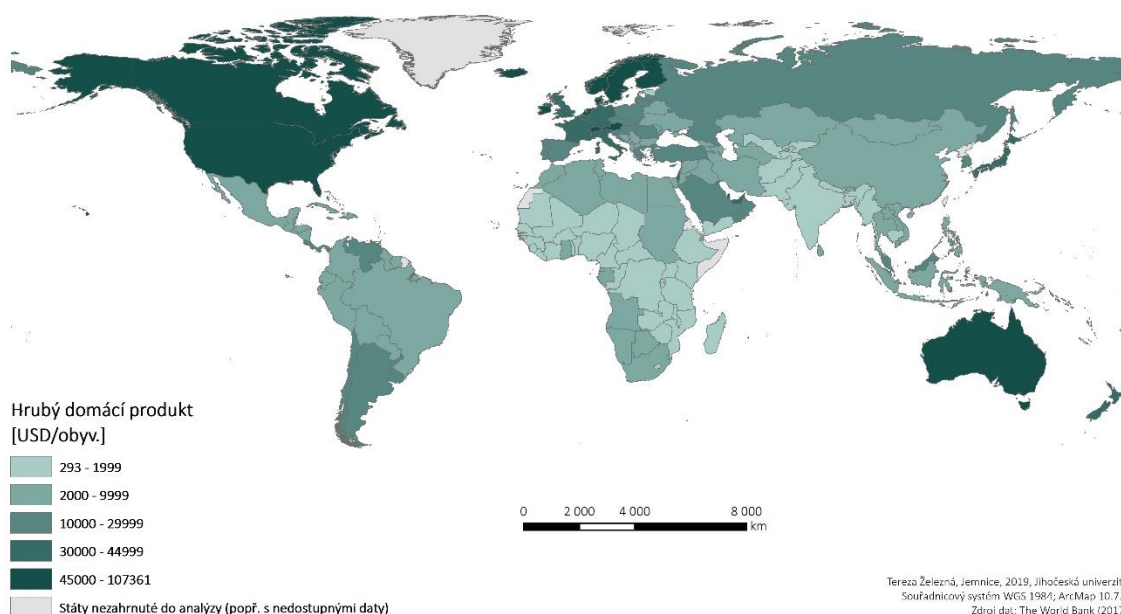 Hrubý domácí produkt
[USD/obyv.]
293 - 1999
2000 - 9999
10000 - 29999
30000 - 44999
45000 - 107361
Státy nezahrnuté do analýzy (popř. s nedostupnými daty)
0 2 000 4 000 8 000
km
Tereza Železná, Jemnice, 2019, Jihočeská univerzit
Souřadnicový systém WGS 1984; ArcMap 10.7.
Zdroj dat: The World Bank (2017